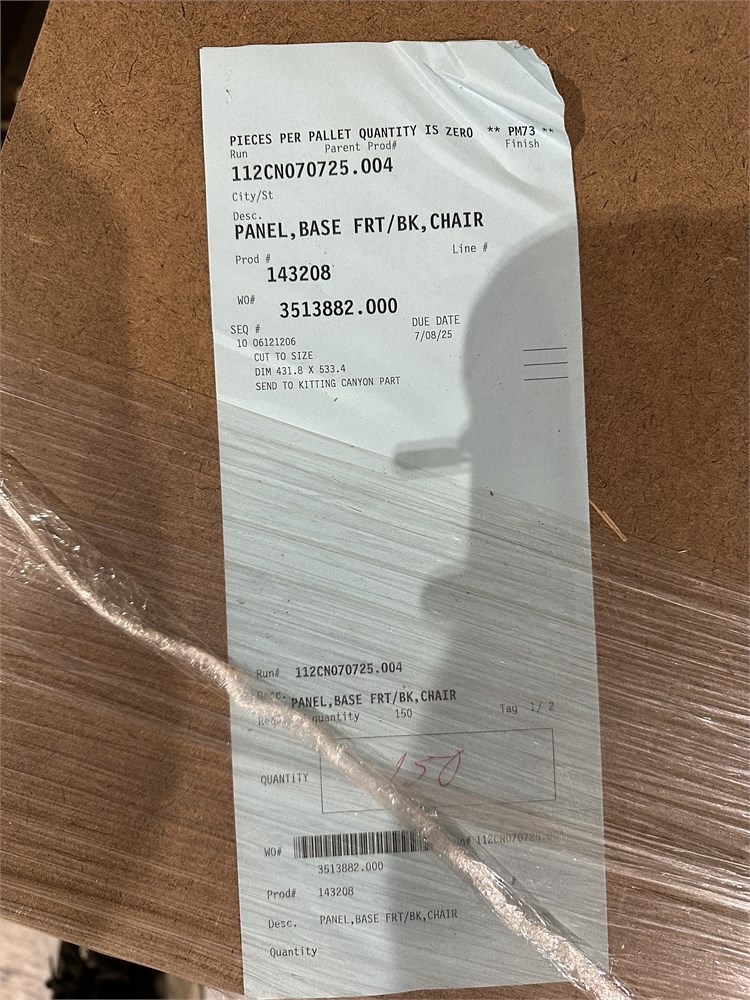 PIECES PER PALLET QUANTITY IS ZERO ** PM73 **
Run Parent Prod# Finish
112CN070725.004
City/St
Desc.
PANEL,BASE FRT/BK,CHAIR
Prod # Line #
143208
WO# 3513882.000
SEQ # DUE DATE
10 06121206 7/08/25
CUT TO SIZE
DIM 431.8 X 533.4
SEND TO KITTING CANYON PART
Run# 112CN070725.004
Desc. PANEL,BASE FRT/BK,CHAIR
quantity 150 Tag 1/ 2
QUANTITY 150
WO# 112CN070725.004
3513882.000
Prod# 143208
Desc. PANEL,BASE FRT/BK,CHAIR
Quantity